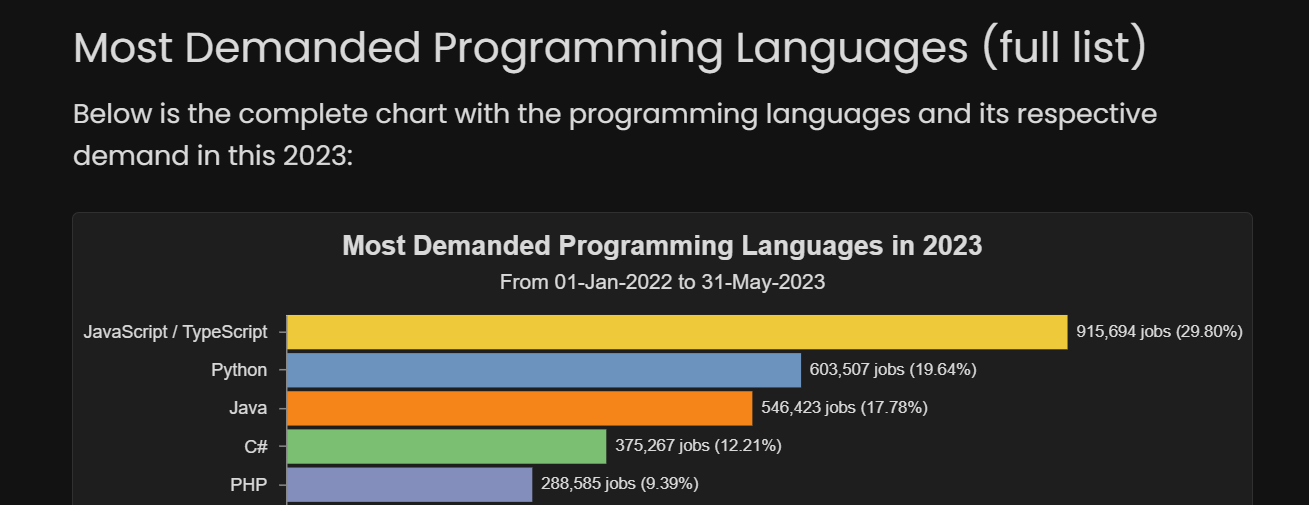 Most Demanded Programming Languages (full list)
Below is the complete chart with the programming languages and its respective
demand in this 2023:
Most Demanded Programming Languages in 2023
From 01-Jan-2022 to 31-May-2023
JavaScript / TypeScript 915,694 jobs (29.80%)
Python 603,507 jobs (19.64%)
Java 546,423 jobs (17.78%)
C# 375,267 jobs (12.21%)
PHP 288,585 jobs (9.39%)